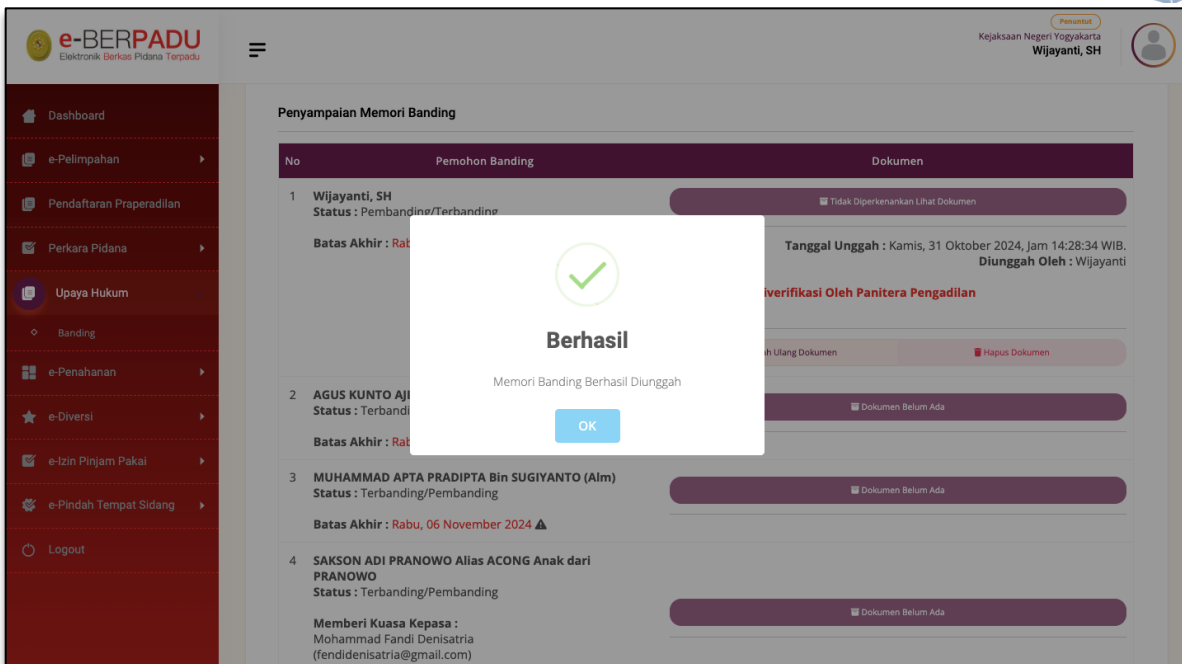 e-BERPADU
Elektronik Berkas Pidana Terpadu
Penuntut
Kejaksaan Negeri Yogyakarta
Wijayanti, SH
Dashboard
e-Pelimpahan
Pendaftaran Praperadilan
Perkara Pidana
Upaya Hukum
Banding
e-Penahanan
e-Diversi
e-Izin Pinjam Pakai
e-Pindah Tempat Sidang
Logout
Penyampaian Memori Banding
No Pemohon Banding Dokumen
1 Wijayanti, SH
Status : Pembanding/Terbanding
Batas Akhir :
Tidak Diperkenankan Lihat Dokumen
Tanggal Unggah : Kamis, 31 Oktober 2024, Jam 14:28:34 WIB.
Diunggah Oleh : Wijayanti
Oleh Panitera Pengadilan
Dokumen
Hapus Dokumen
Berhasil
Memori Banding Berhasil Diunggah
OK
2 AGUS KUNTO
Status :
Batas Akhir :
Dokumen Belum Ada
3 MUHAMMAD APTA PRADIPTA Bin SUGIYANTO (Alm)
Status : Terbanding/Pembanding
Batas Akhir : Rabu, 06 November 2024
Dokumen Belum Ada
4 SAKSON ADI PRANOWO Alias ACONG Anak dari
PRANOWO
Status : Terbanding/Pembanding
Memberi Kuasa Kepasa :
Mohammad Fandi Denisatria
(fendidenisatria@gmail.com)
Dokumen Belum Ada